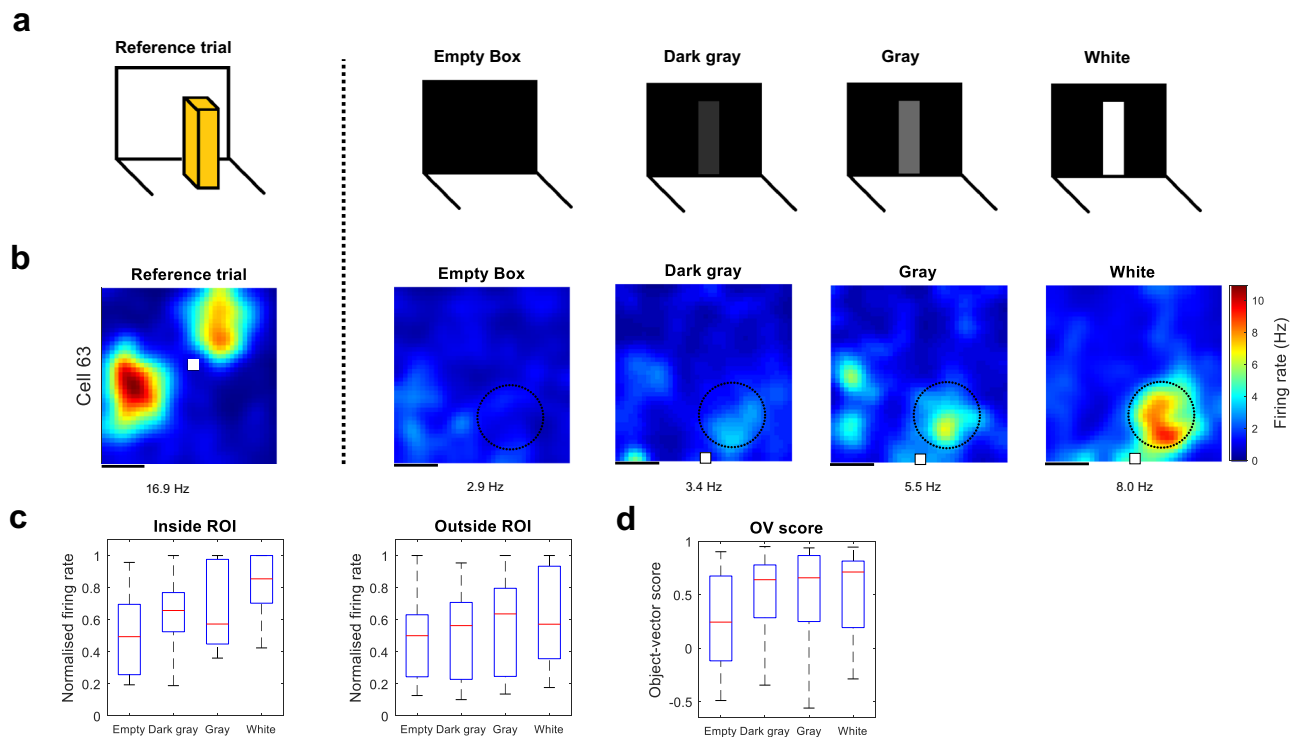 a
Reference trial
Empty Box
Dark gray
Gray
White
b
Reference trial
Empty Box
Dark gray
Gray
White
Cell 63
10
8
6
4
2
0
Firing rate (Hz)
16.9 Hz
2.9 Hz
3.4 Hz
5.5 Hz
8.0 Hz
c
Inside ROI
Normalised firing rate
1
0.8
0.6
0.4
0.2
0
Empty Dark gray Gray White
Outside ROI
Normalised firing rate
1
0.8
0.6
0.4
0.2
0
Empty Dark gray Gray White
d
OV score
Object-vector score
1
0.5
0
-0.5
Empty Dark gray Gray White